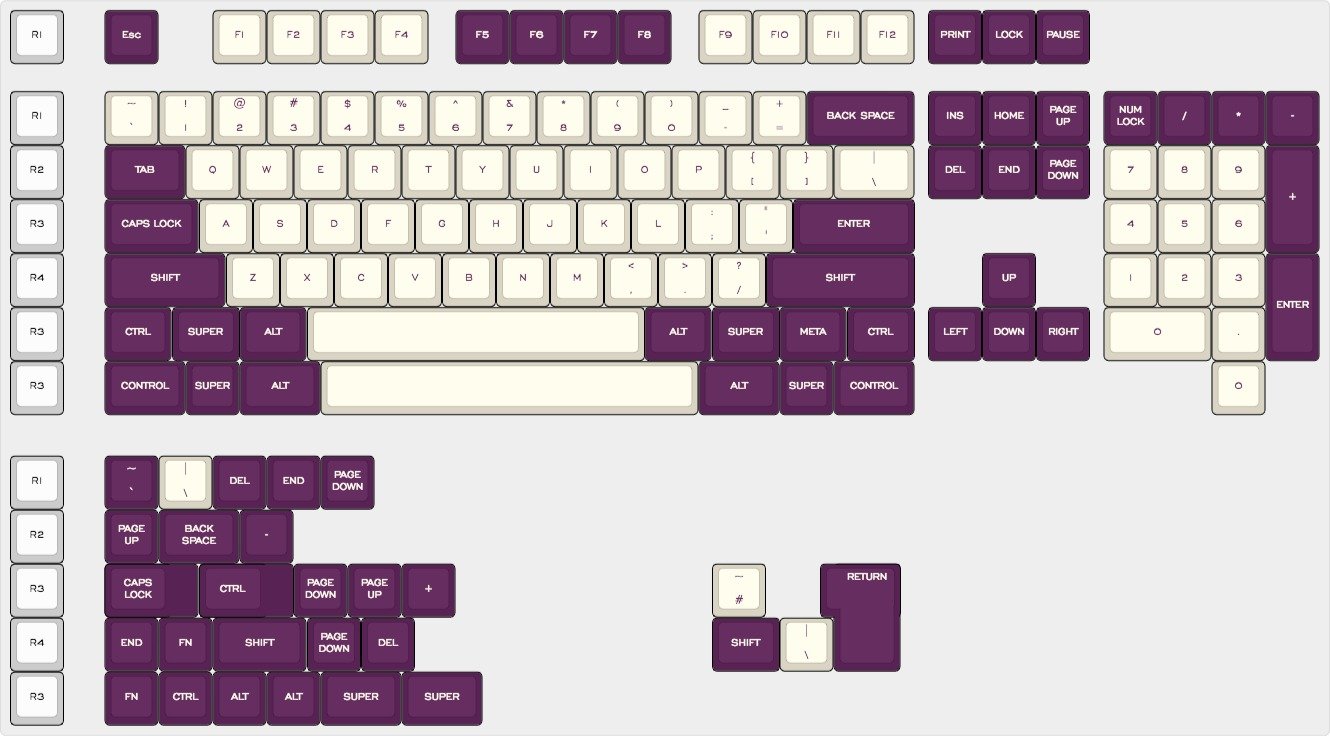 R1 Esc F1 F2 F3 F4 F5 F6 F7 F8 F9 F10 F11 F12 PRINT LOCK PAUSE
R1 ~ ` ! 1 @ 2 # 3 $ 4 % 5 ^ 6 & 7 * 8 ( 9 ) 0 _ - + = BACK SPACE INS HOME PAGE UP NUM LOCK / * -
R2 TAB Q W E R T Y U I O P { [ } ] | \ DEL END PAGE DOWN 7 8 9 +
R3 CAPS LOCK A S D F G H J K L : ; " ' ENTER 4 5 6
R4 SHIFT Z X C V B N M < , > . ? / SHIFT UP 1 2 3 ENTER
R3 CTRL SUPER ALT ALT SUPER META CTRL LEFT DOWN RIGHT 0 .
R3 CONTROL SUPER ALT ALT SUPER CONTROL 0
R1 ~ ` | \ DEL END PAGE DOWN
R2 PAGE UP BACK SPACE -
R3 CAPS LOCK CTRL PAGE DOWN PAGE UP + ~ # RETURN
R4 END FN SHIFT PAGE DOWN DEL SHIFT | \
R3 FN CTRL ALT ALT SUPER SUPER